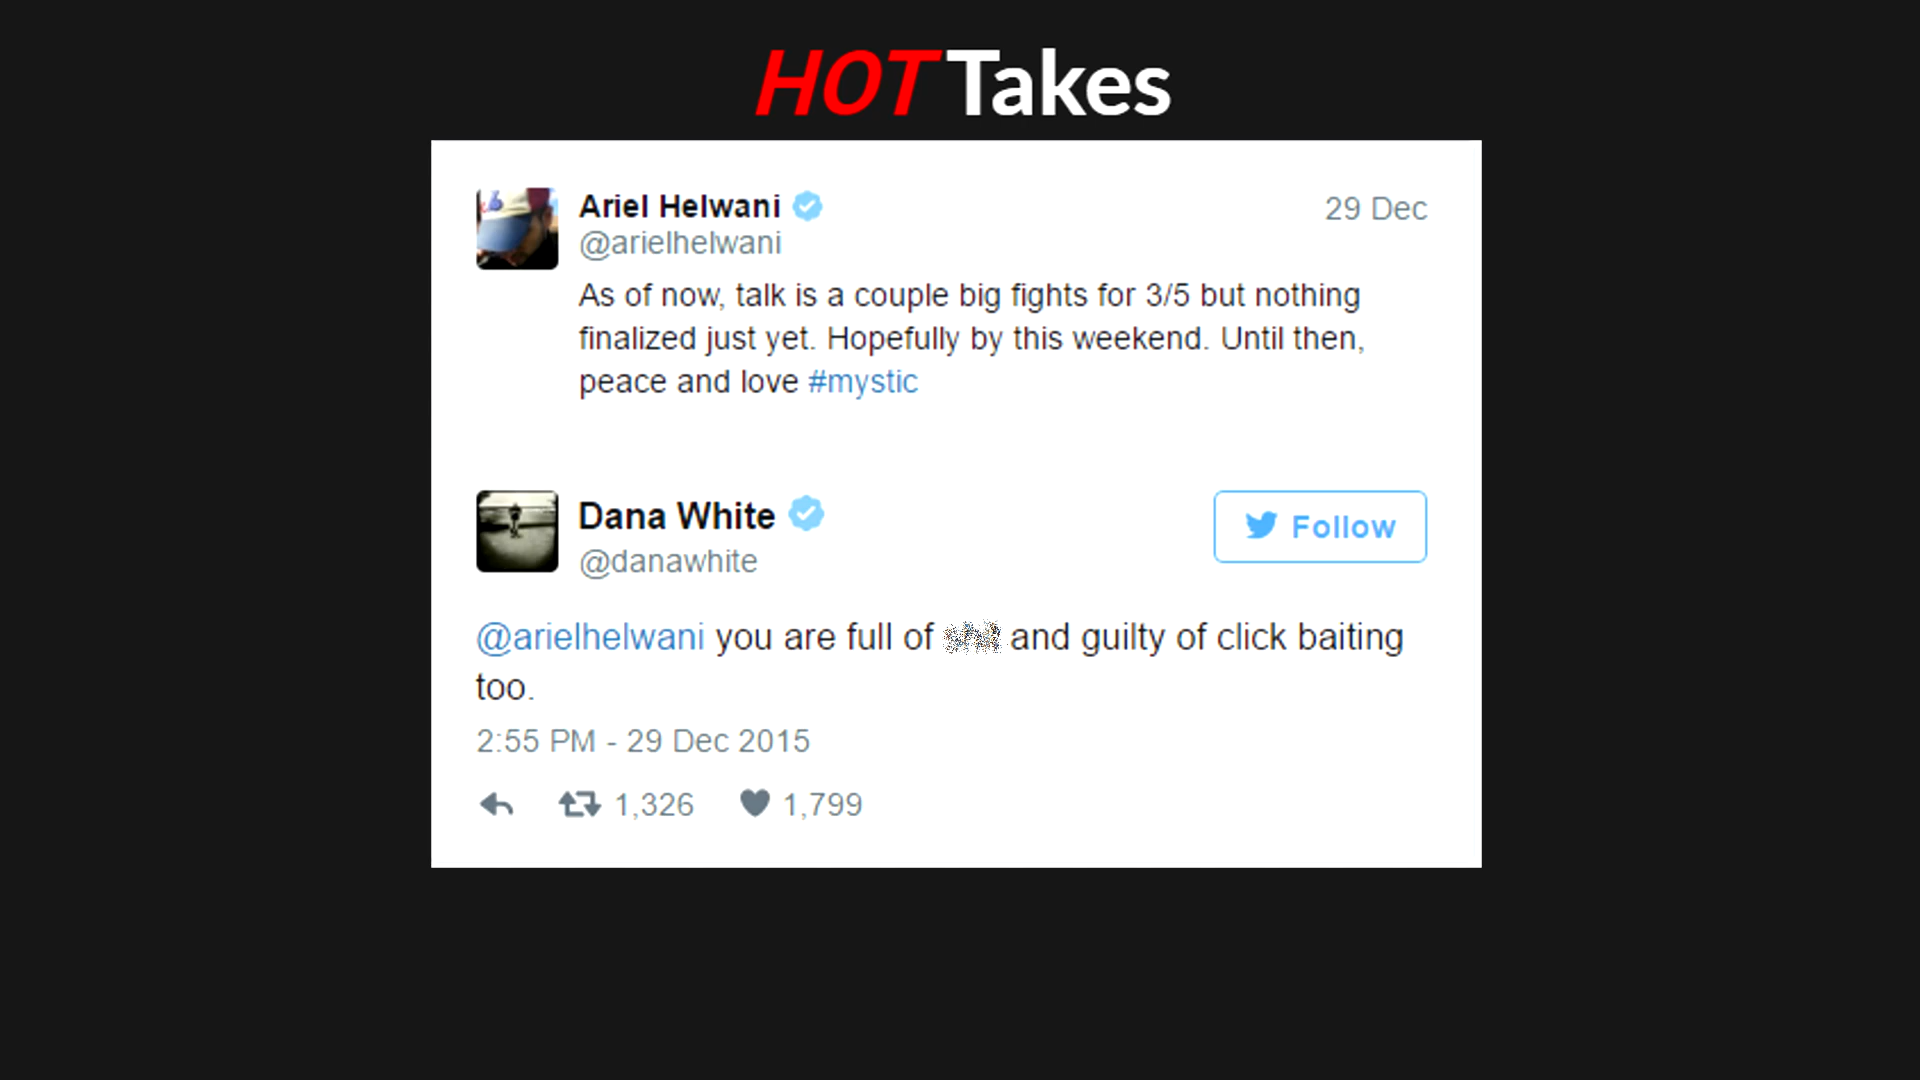 HOT Takes
Ariel Helwani
29 Dec
@arielhelwani
As of now, talk is a couple big fights for 3/5 but nothing
finalized just yet. Hopefully by this weekend. Until then,
peace and love #mystic
Dana White
Follow
@danawhite
@arielhelwani you are full of and guilty of click baiting
too.
2:55 PM - 29 Dec 2015
1,326 1,799